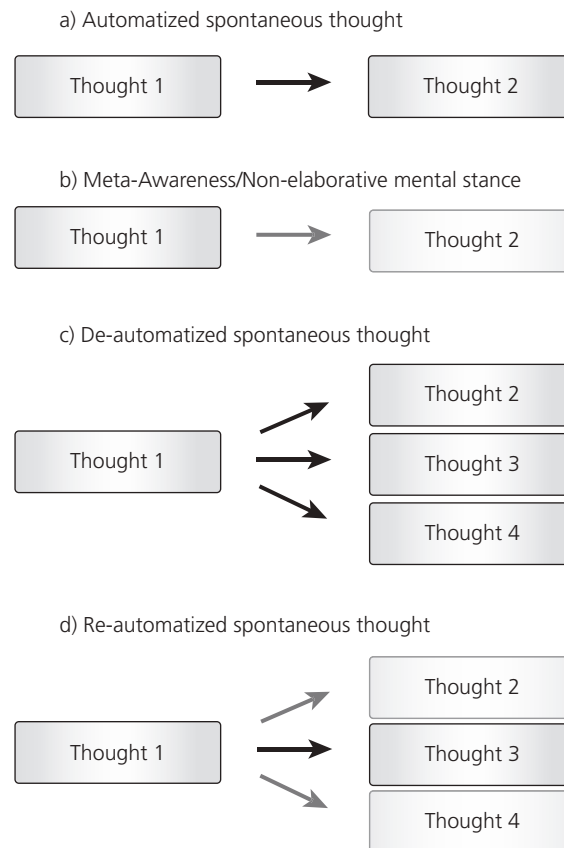 a) Automatized spontaneous thought
Thought 1
Thought 2
b) Meta-Awareness/Non-elaborative mental stance
Thought 1
Thought 2
c) De-automatized spontaneous thought
Thought 2
Thought 1
Thought 3
Thought 4
d) Re-automatized spontaneous thought
Thought 2
Thought 1
Thought 3
Thought 4